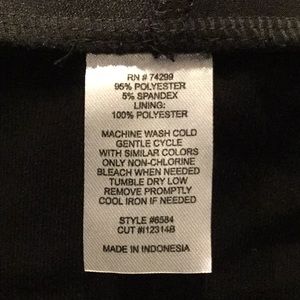 RN # 74299
95% POLYESTER
5% SPANDEX
LINING:
100% POLYESTER
MACHINE WASH COLD
GENTLE CYCLE
WITH SIMILAR COLORS
ONLY NON-CHLORINE
BLEACH WHEN NEEDED
TUMBLE DRY LOW
REMOVE PROMPTLY
COOL IRON IF NEEDED
STYLE #6584
CUT #I12314B
MADE IN INDONESIA